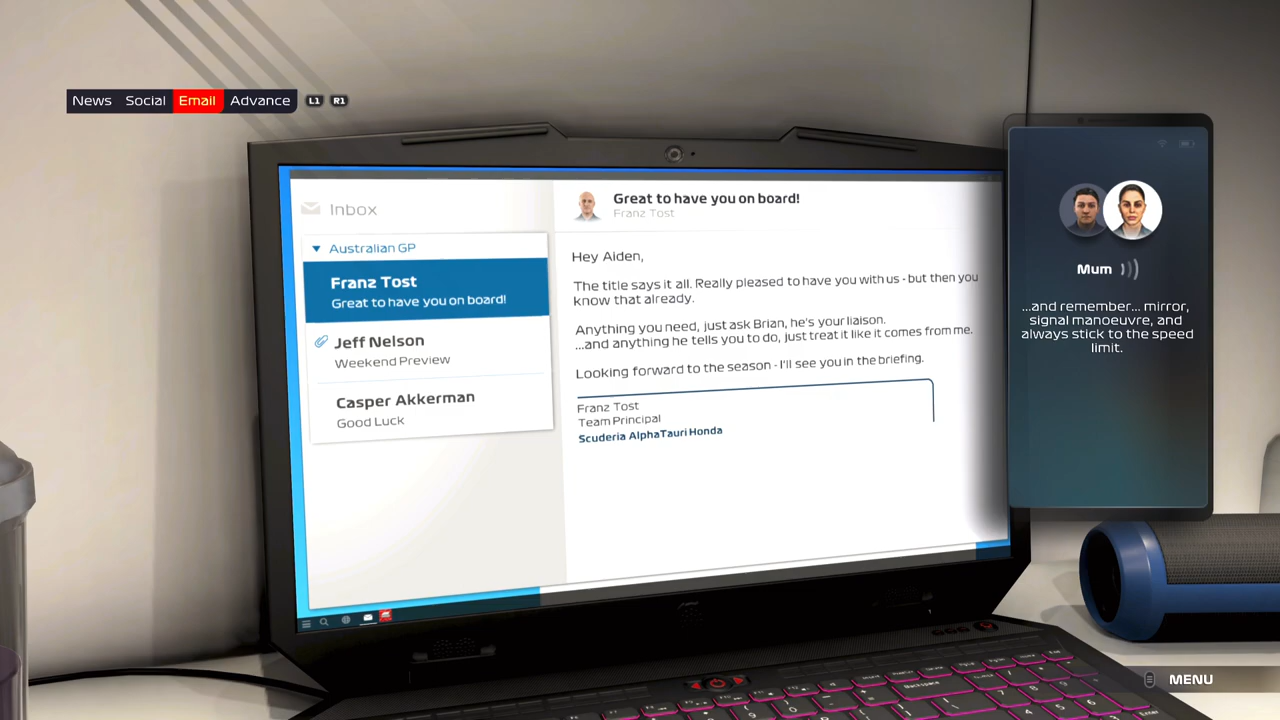 News Social Email Advance L1 R1
Inbox
Australian GP
Franz Tost
Great to have you on board!
Jeff Nelson
Weekend Preview
Casper Akkerman
Good Luck
Great to have you on board!
Franz Tost
Hey Aiden,
The title says it all. Really pleased to have you with us - but then you
know that already.
Anything you need, just ask Brian, he's your liaison.
...and anything he tells you to do, just treat it like it comes from me.
Looking forward to the season - I'll see you in the briefing.
Franz Tost
Team Principal
Scuderia AlphaTauri Honda
Mum
...and remember... mirror,
signal manoeuvre, and
always stick to the speed
limit.
Backspace
MENU